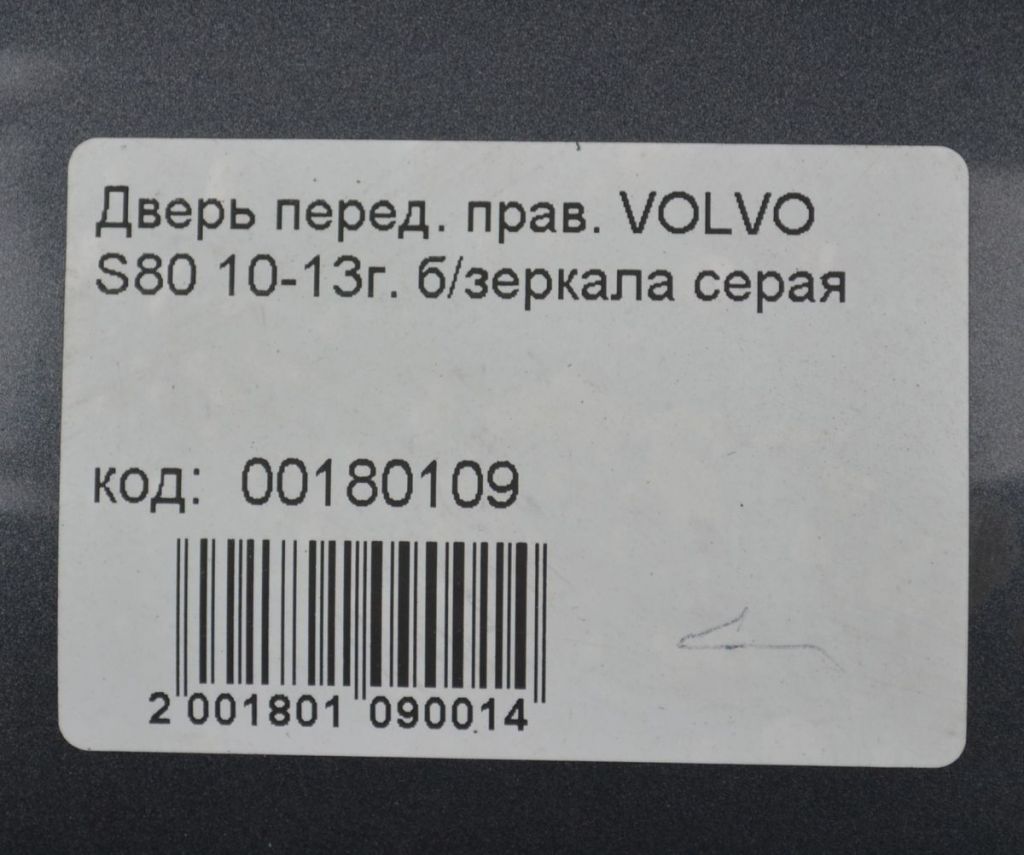 Дверь перед. прав. VOLVO
S80 10-13г. б/зеркала серая
код: 00180109
2 001801 090014